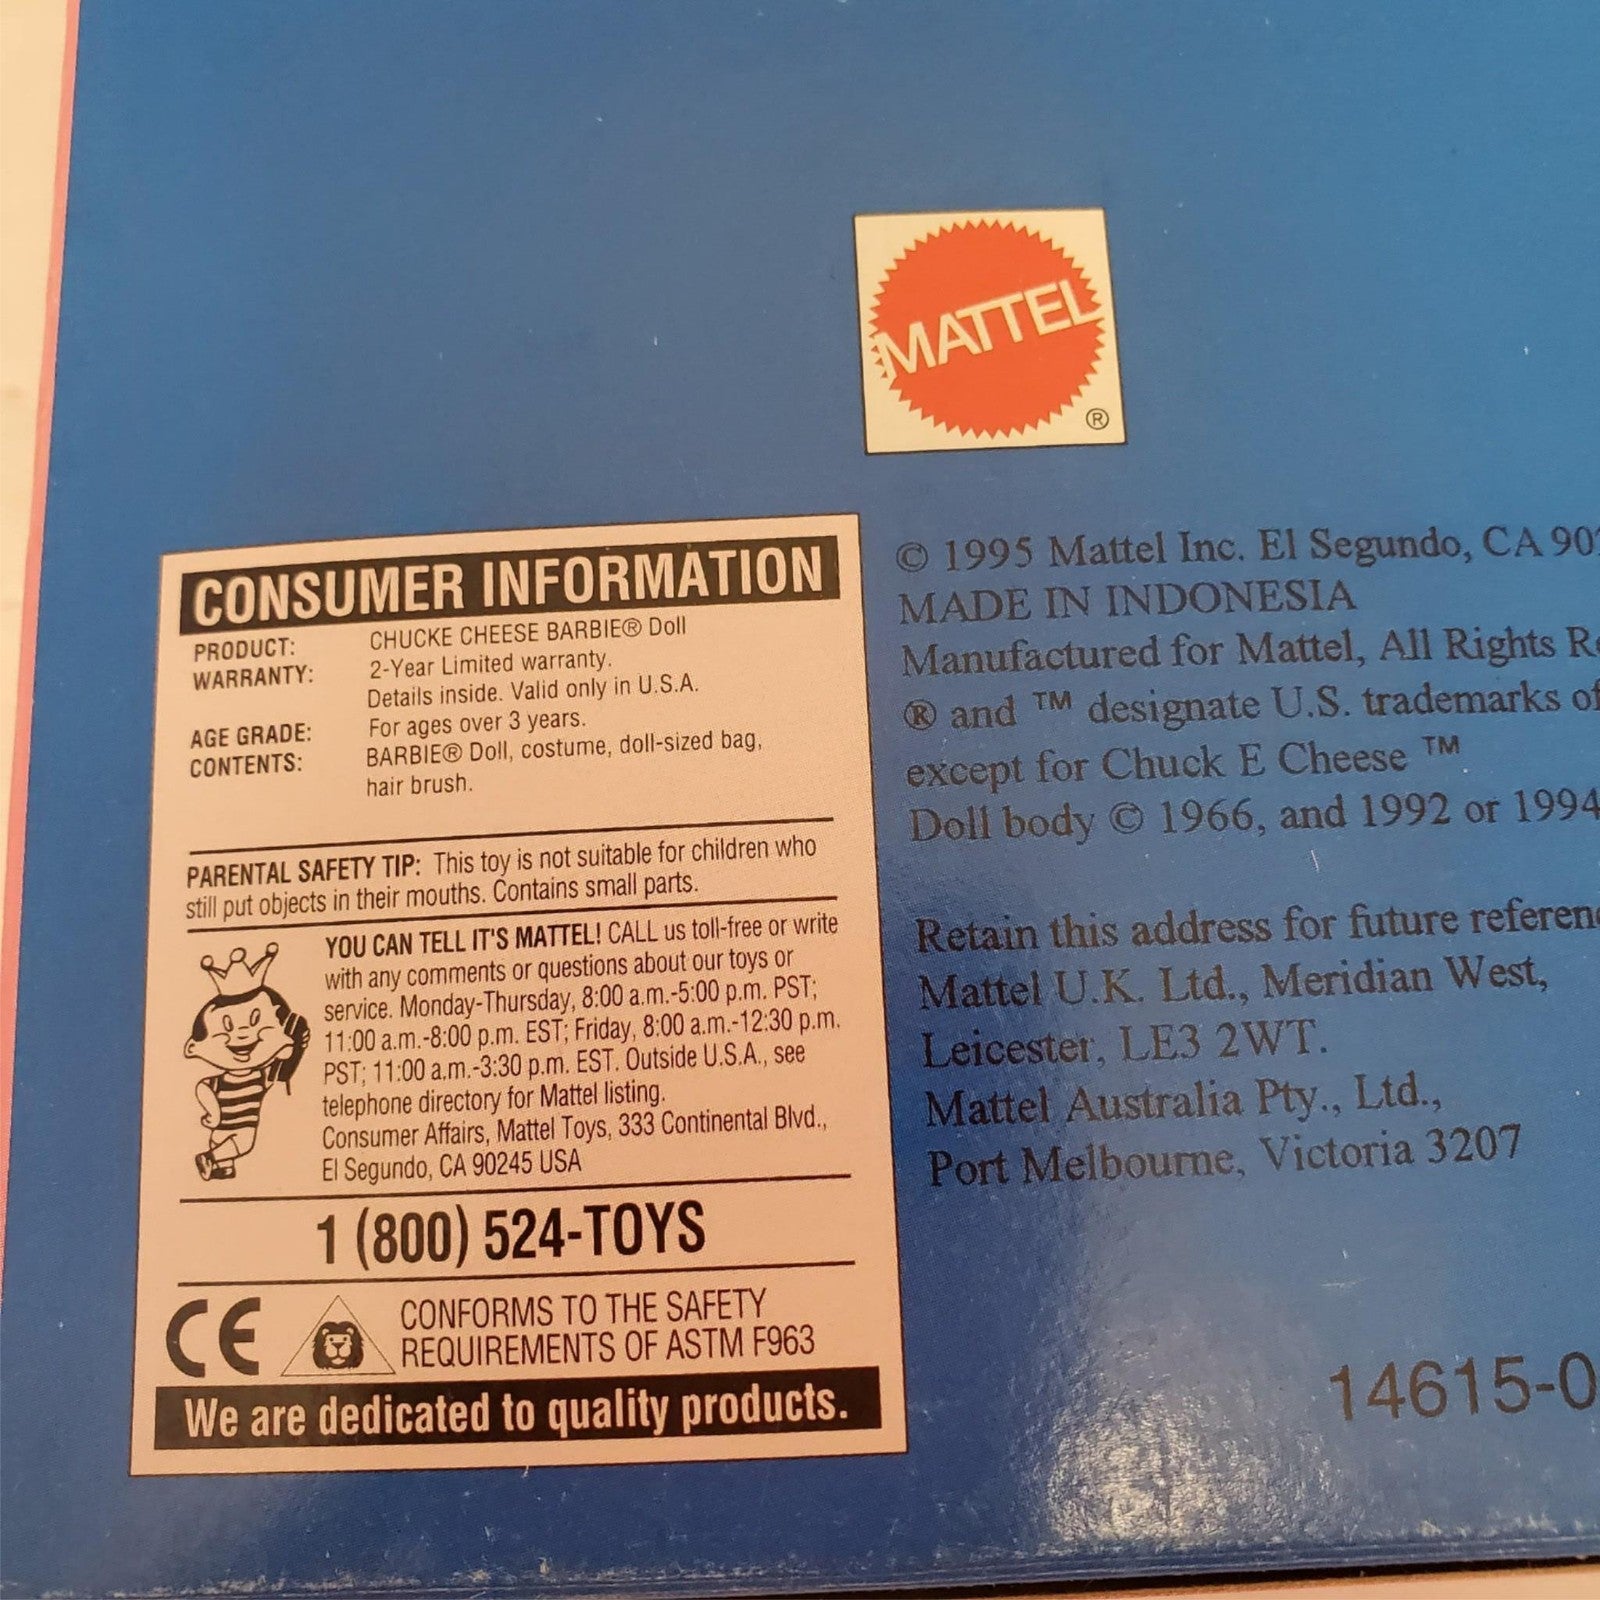 MATTEL
®
CONSUMER INFORMATION
PRODUCT: CHUCKE CHEESE BARBIE® Doll
WARRANTY: 2-Year Limited warranty.
Details inside. Valid only in U.S.A.
AGE GRADE: For ages over 3 years.
CONTENTS: BARBIE® Doll, costume, doll-sized bag,
hair brush.
PARENTAL SAFETY TIP: This toy is not suitable for children who
still put objects in their mouths. Contains small parts.
YOU CAN TELL IT'S MATTEL! CALL us toll-free or write
with any comments or questions about our toys or
service. Monday-Thursday, 8:00 a.m.-5:00 p.m. PST;
11:00 a.m.-8:00 p.m. EST; Friday, 8:00 a.m.-12:30 p.m.
PST; 11:00 a.m.-3:30 p.m. EST. Outside U.S.A., see
telephone directory for Mattel listing.
Consumer Affairs, Mattel Toys, 333 Continental Blvd.,
El Segundo, CA 90245 USA
1 (800) 524-TOYS
CE
CONFORMS TO THE SAFETY
REQUIREMENTS OF ASTM F963
We are dedicated to quality products.
© 1995 Mattel Inc. El Segundo, CA
MADE IN INDONESIA
Manufactured for Mattel, All Rights
® and ™ designate U.S. trademarks of
except for Chuck E Cheese ™
Doll body © 1966, and 1992 or 1994
Retain this address for future
Mattel U.K. Ltd., Meridian West,
Leicester, LE3 2WT.
Mattel Australia Pty., Ltd.,
Port Melbourne, Victoria 3207
14615-0